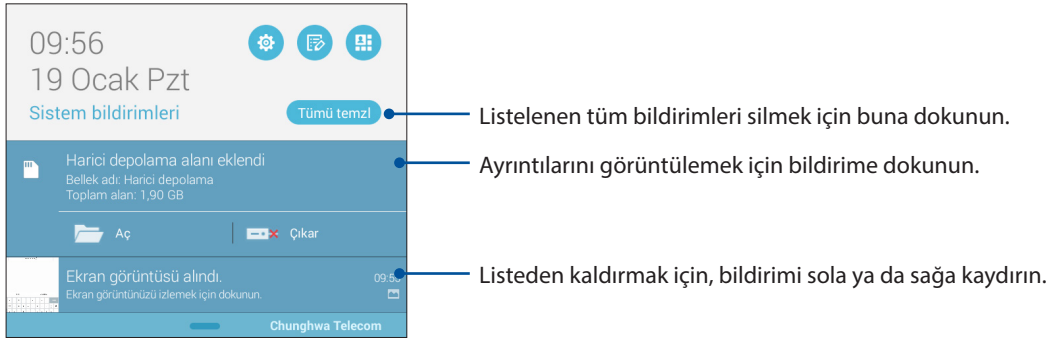 09:56
19 Ocak Pzt
Sistem bildirimleri
Tümü temzl
Listelenen tüm bildirimleri silmek için buna dokunun.
Harici depolama alanı eklendi
Bellek adı: Harici depolama
Toplam alan: 1,90 GB
Ayrıntılarını görüntülemek için bildirime dokunun.
Aç
Çıkar
Ekran görüntüsü alındı.
Ekran görüntünüzü izlemek için dokunun.
Listeden kaldırmak için, bildirimi sola ya da sağa kaydırın.
Chunghwa Telecom